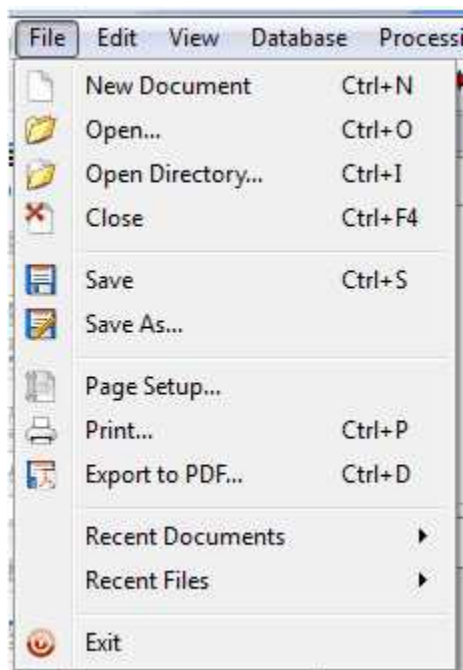 File Edit View Database Processi
New Document Ctrl+N
Open... Ctrl+O
Open Directory... Ctrl+I
Close Ctrl+F4
Save Ctrl+S
Save As...
Page Setup...
Print... Ctrl+P
Export to PDF... Ctrl+D
Recent Documents
Recent Files
Exit